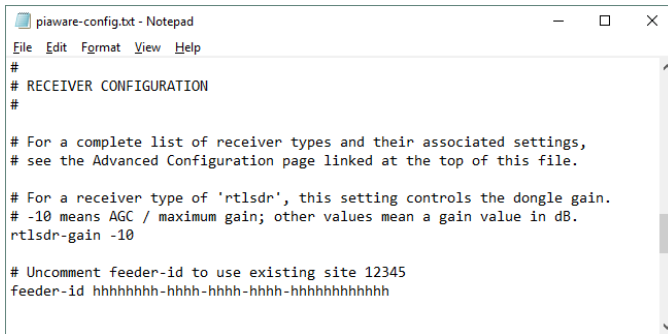 piaware-config.txt - Notepad
File Edit Format View Help
#
# RECEIVER CONFIGURATION
#
# For a complete list of receiver types and their associated settings,
# see the Advanced Configuration page linked at the top of this file.
# For a receiver type of 'rtlsdr', this setting controls the dongle gain.
# -10 means AGC / maximum gain; other values mean a gain value in dB.
rtlsdr-gain -10
# Uncomment feeder-id to use existing site 12345
feeder-id hhhhhhhh-hhhh-hhhh-hhhh-hhhhhhhhhhhh